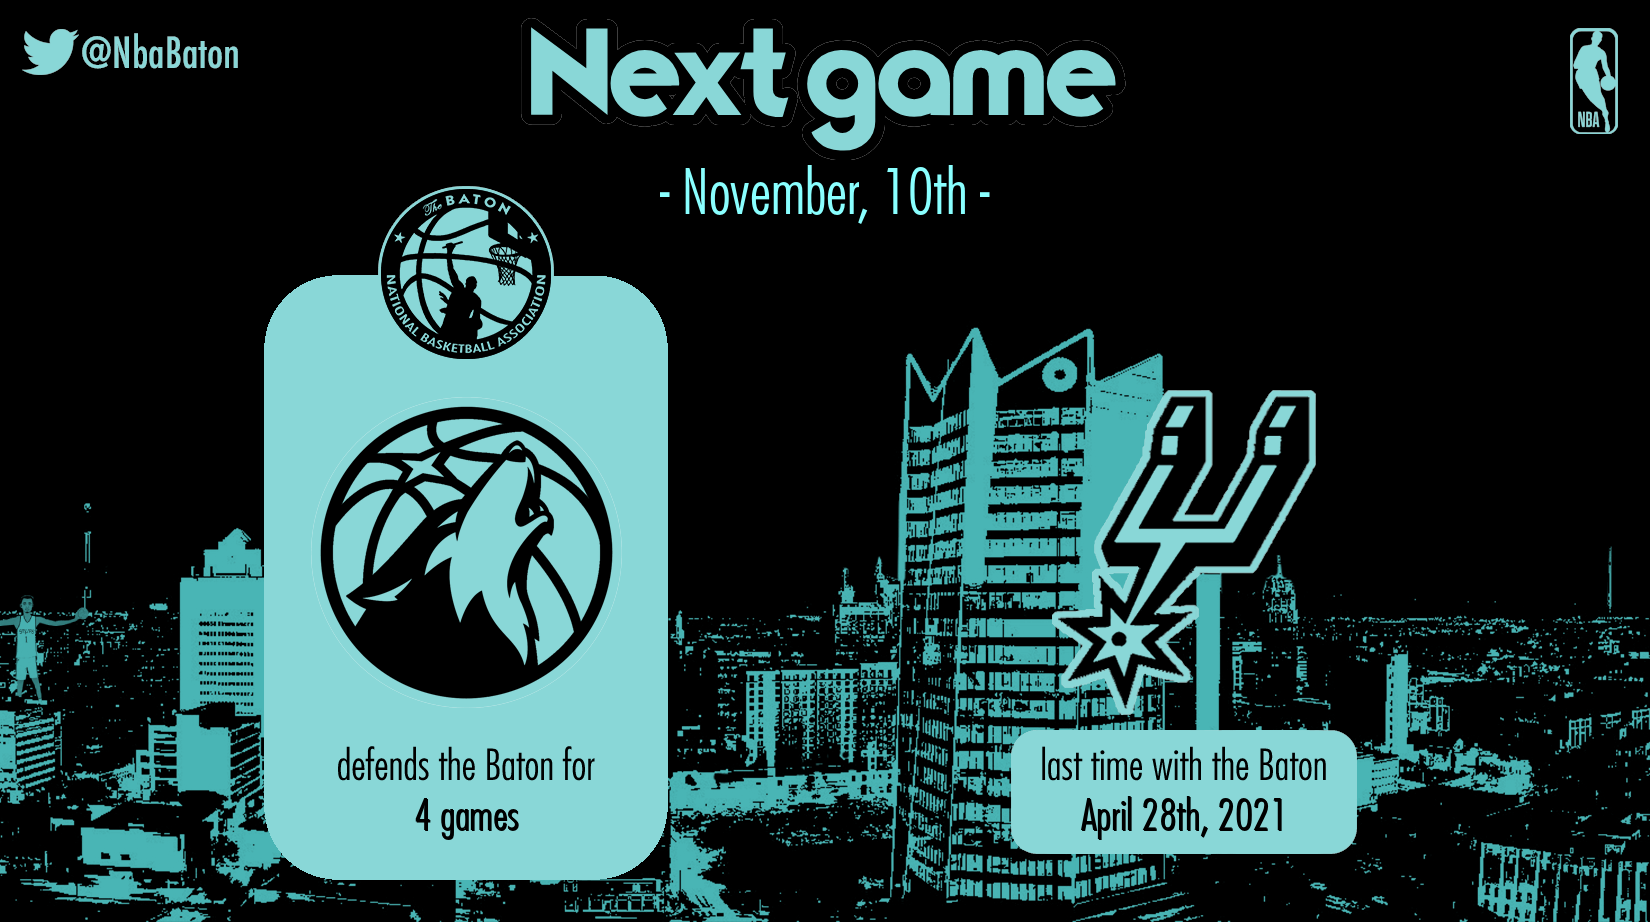 @NbaBaton
Next game
NBA
- November, 10th -
The BATON
NATIONAL BASKETBALL ASSOCIATION
defends the Baton for
4 games
last time with the Baton
April 28th, 2021